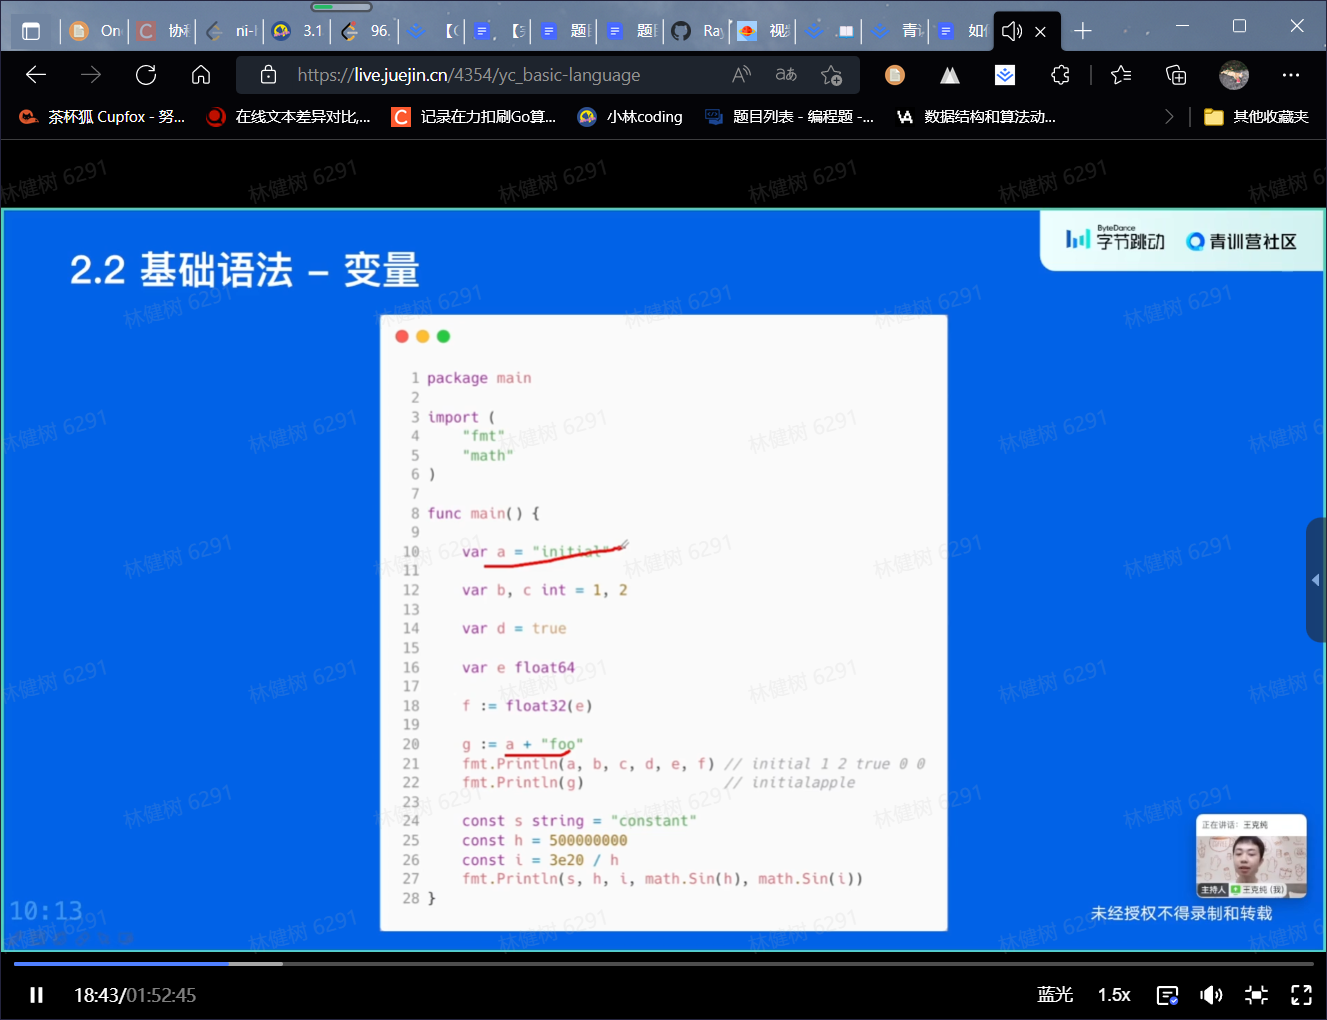 On
协程
ni-
3.1
96.
【
【
题
题
Ray
视
青
如
https://live.juejin.cn/4354/yc_basic-language
茶杯狐 Cupfox - 努...
在线文本差异对比,...
记录在力扣刷Go算...
小林coding
题目列表 - 编程题 -...
数据结构和算法动...
其他收藏夹
林健树 6291
ByteDance
字节跳动
青训营社区
2.2 基础语法 – 变量
1 package main
2
3 import (
4 "fmt"
5 "math"
6 )
7
8 func main() {
9
10 var a = "initial"
11
12 var b, c int = 1, 2
13
14 var d = true
15
16 var e float64
17
18 f := float32(e)
19
20 g := a + "foo"
21 fmt.Println(a, b, c, d, e, f) // initial 1 2 true 0 0
22 fmt.Println(g) // initialapple
23
24 const s string = "constant"
25 const h = 500000000
26 const i = 3e20 / h
27 fmt.Println(s, h, i, math.Sin(h), math.Sin(i))
28 }
正在讲话: 王克纯
主持人 王克纯 (我)
10:13
未经授权不得录制和转载
18:43/01:52:45
蓝光
1.5x